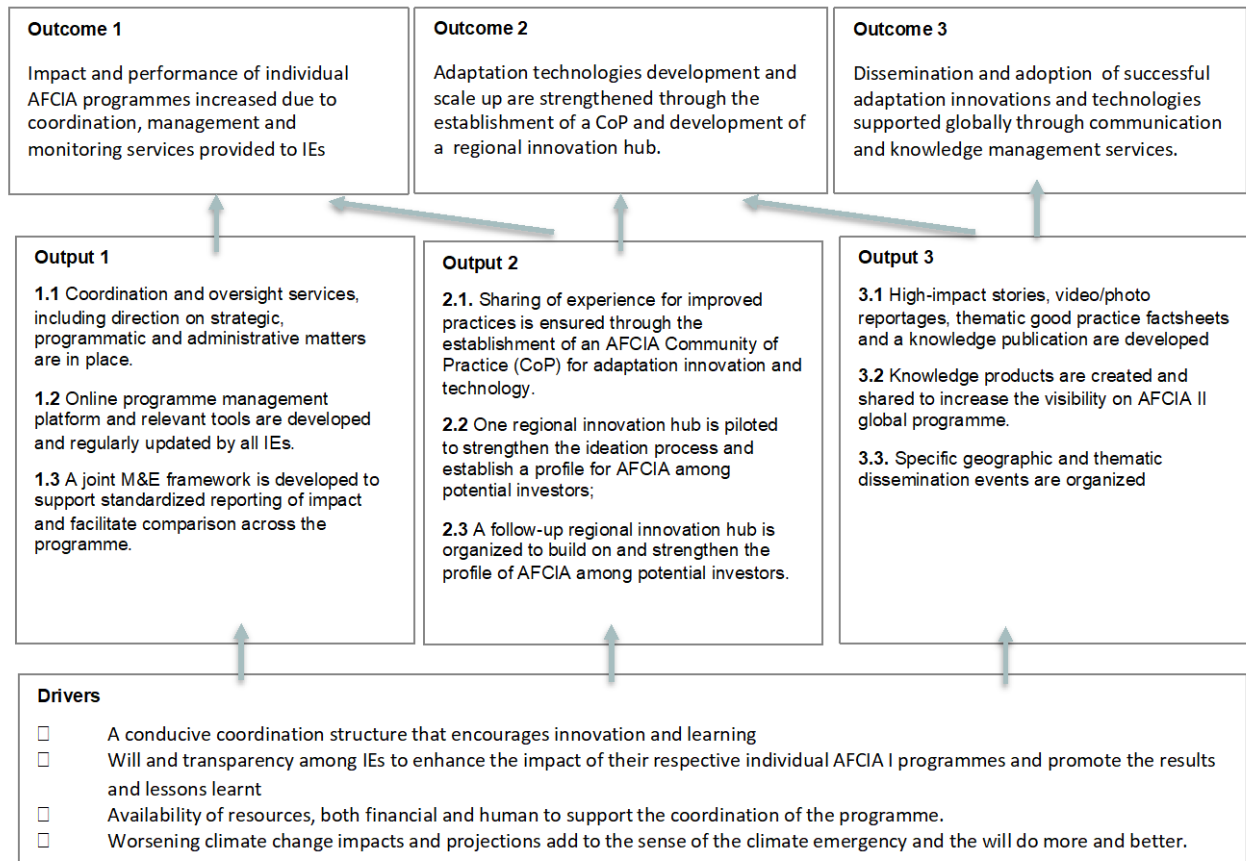 Outcome 1
Impact and performance of individual
AFCIA programmes increased due to
coordination, management and
monitoring services provided to IEs
Outcome 2
Adaptation technologies development and
scale up are strengthened through the
establishment of a CoP and development of
a regional innovation hub.
Outcome 3
Dissemination and adoption of successful
adaptation innovations and technologies
supported globally through communication
and knowledge management services.
Output 1
1.1 Coordination and oversight services,
including direction on strategic,
programmatic and administrative matters
are in place.
1.2 Online programme management
platform and relevant tools are developed
and regularly updated by all IEs.
1.3 A joint M&E framework is developed to
support standardized reporting of impact
and facilitate comparison across the
programme.
Output 2
2.1. Sharing of experience for improved
practices is ensured through the
establishment of an AFCIA Community of
Practice (CoP) for adaptation innovation and
technology.
2.2 One regional innovation hub is piloted
to strengthen the ideation process and
establish a profile for AFCIA among
potential investors;
2.3 A follow-up regional innovation hub is
organized to build on and strengthen the
profile of AFCIA among potential investors.
Output 3
3.1 High-impact stories, video/photo
reportages, thematic good practice factsheets
and a knowledge publication are developed
3.2 Knowledge products are created and
shared to increase the visibility on AFCIA II
global programme.
3.3. Specific geographic and thematic
dissemination events are organized
Drivers
A conducive coordination structure that encourages innovation and learning
Will and transparency among IEs to enhance the impact of their respective individual AFCIA I programmes and promote the results
and lessons learnt
Availability of resources, both financial and human to support the coordination of the programme.
Worsening climate change impacts and projections add to the sense of the climate emergency and the will do more and better.